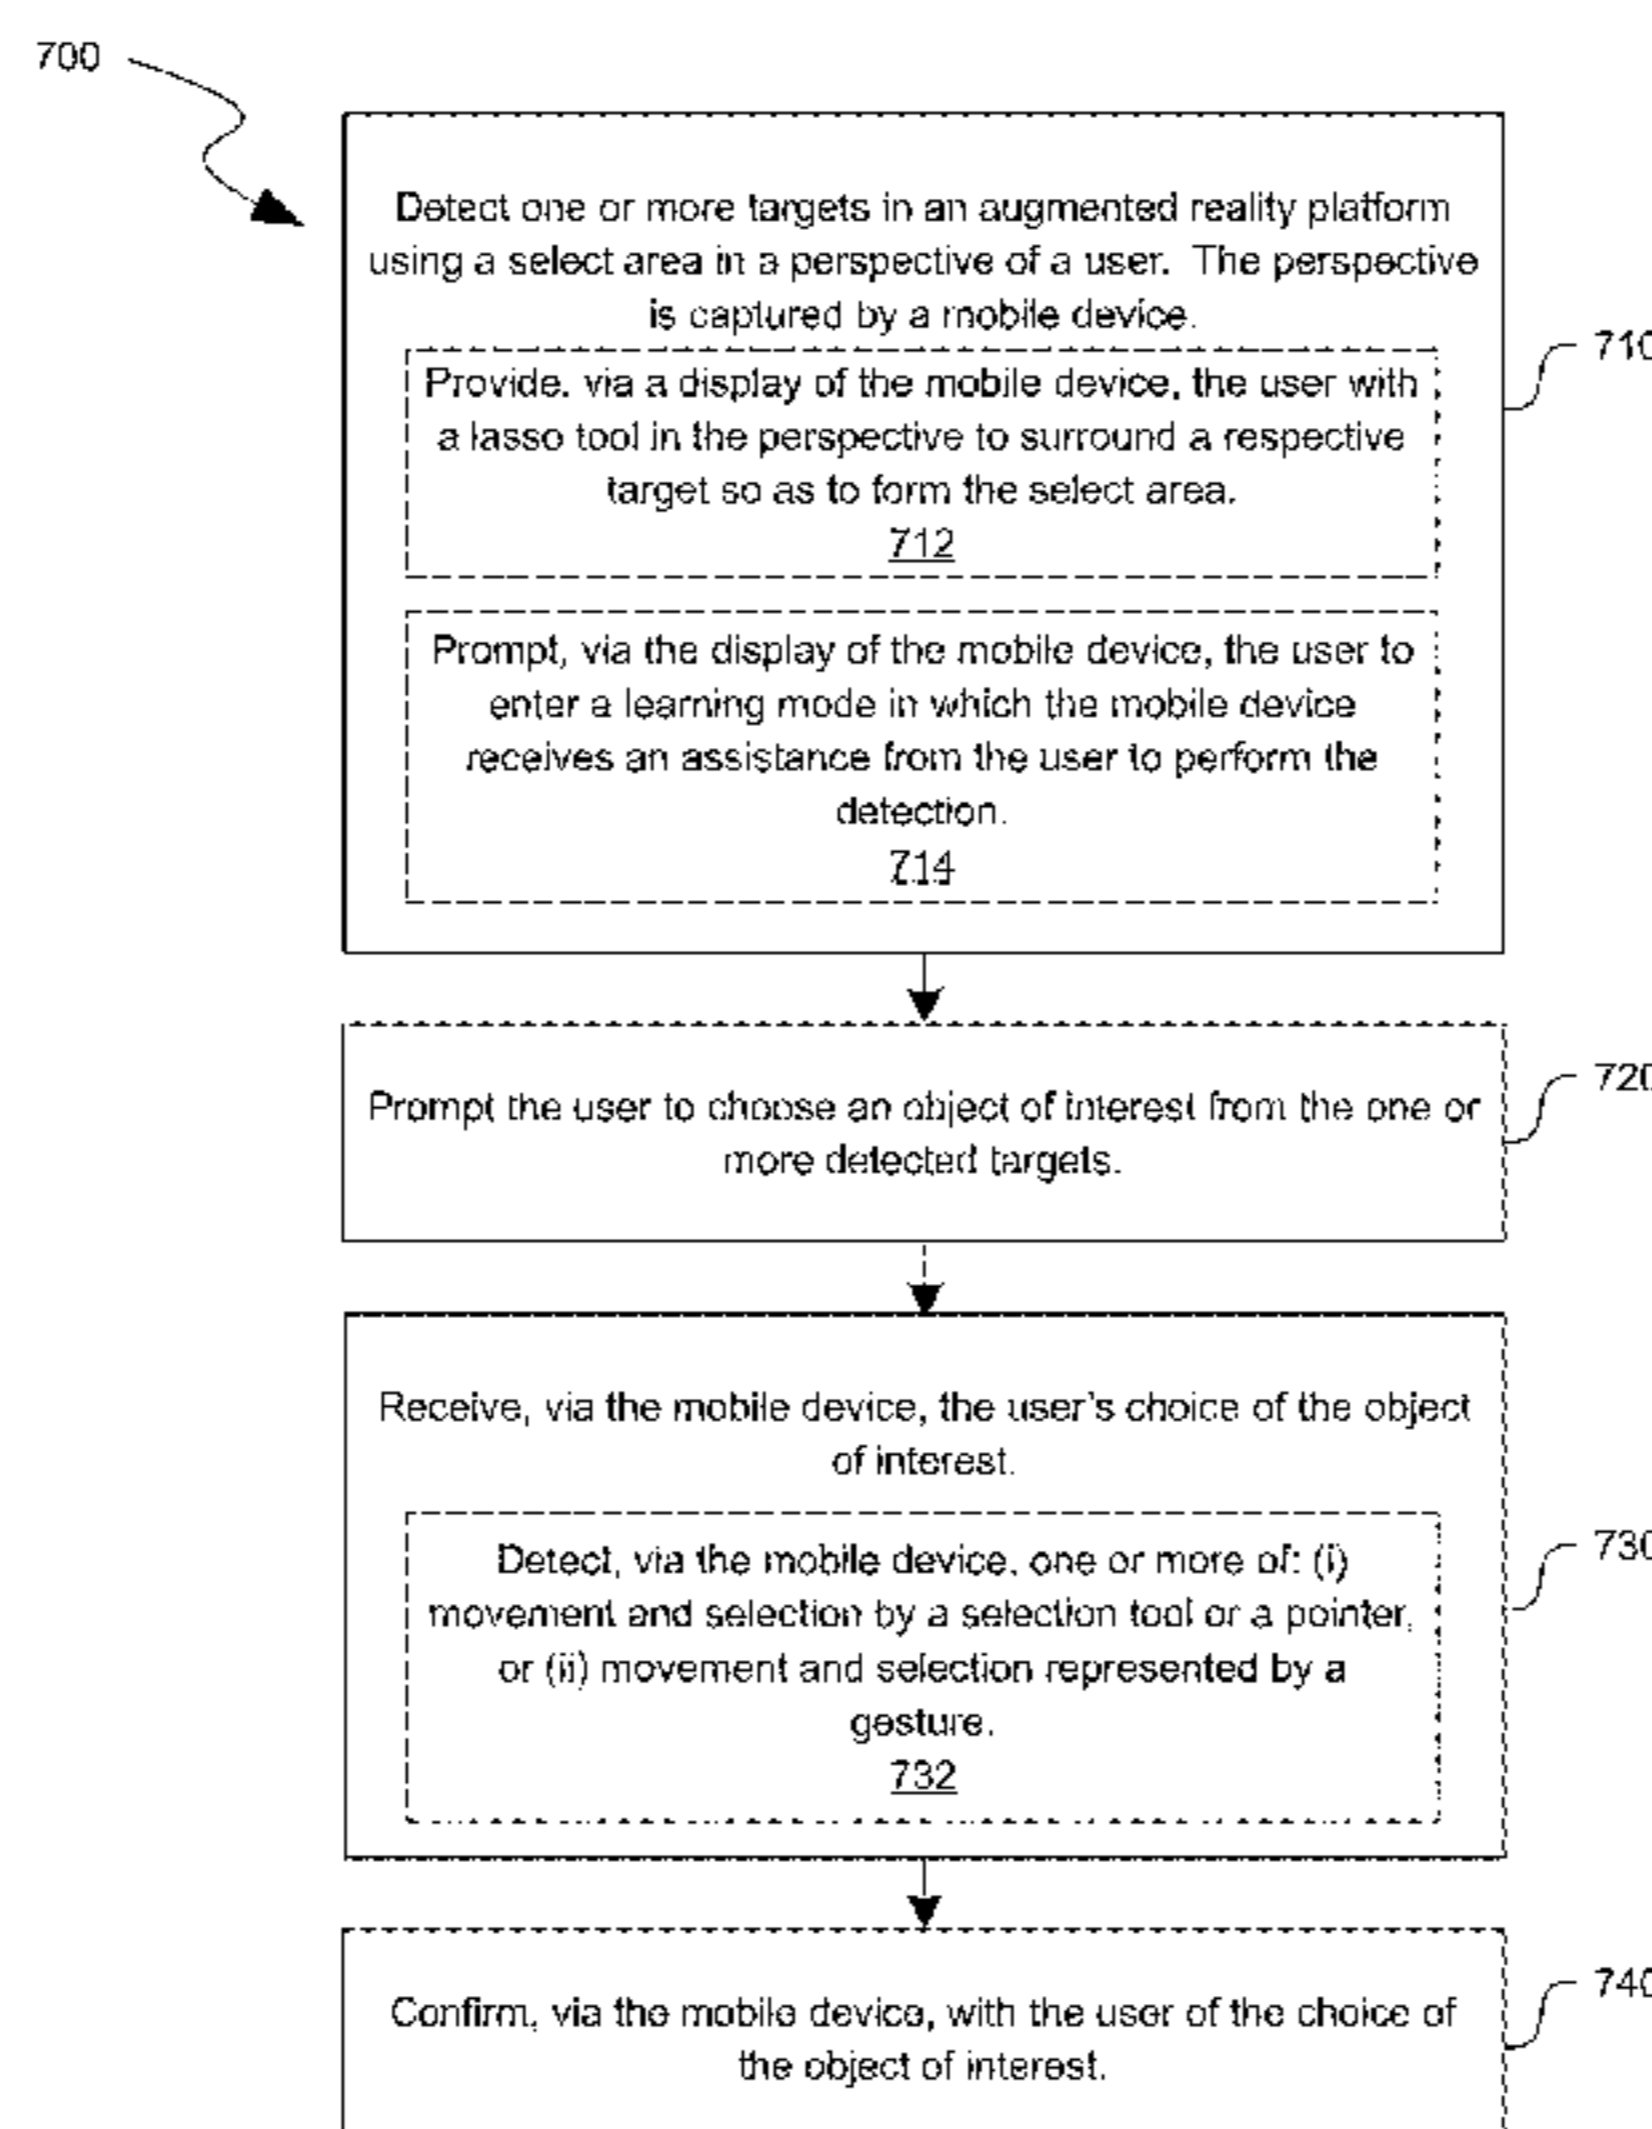 700
Detect one or more targets in an augmented reality platform
using a select area in a perspective of a user. The perspective
is captured by a mobile device.
710
Provide, via a display of the mobile device, the user with
a lasso tool in the perspective to surround a respective
target so as to form the select area.
712
Prompt, via the display of the mobile device, the user to
enter a learning mode in which the mobile device
receives an assistance from the user to perform the
detection.
714
720
Prompt the user to choose an object of interest from the one or
more detected targets.
Receive, via the mobile device, the user's choice of the object
of interest.
730
Detect, via the mobile device, one or more of: (i)
movement and selection by a selection tool or a pointer,
or (ii) movement and selection represented by a
gesture.
732
740
Confirm, via the mobile device, with the user of the choice of
the object of interest.